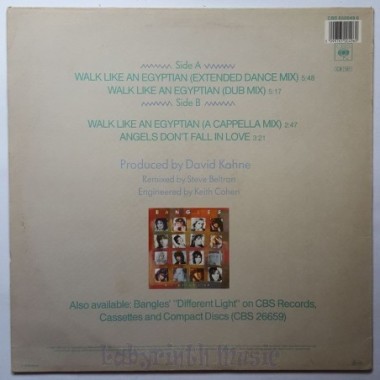 Side A
WALK LIKE AN EGYPTIAN (EXTENDED DANCE MIX) 5:48
WALK LIKE AN EGYPTIAN (DUB MIX) 5:17
Side B
WALK LIKE AN EGYPTIAN (A CAPPELLA MIX) 2:47
ANGELS DON'T FALL IN LOVE 3:21
Produced by David Kahne
Remixed by Steve Beltran
Engineered by Keith Cohen
BANGLES
Also available: Bangles' "Different Light" on CBS Records,
Cassettes and Compact Discs (CBS 26659)
Labyrinth Music